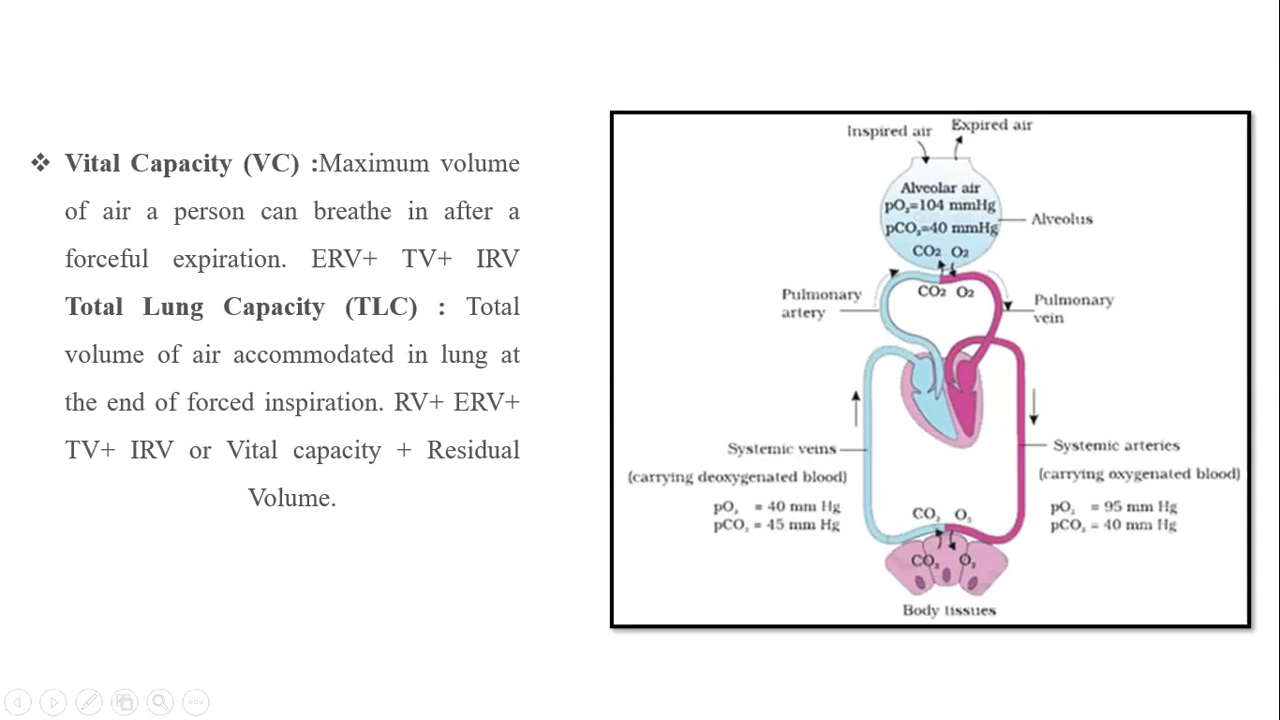 ❖ Vital Capacity (VC) :Maximum volume
of air a person can breathe in after a
forceful expiration. ERV+ TV+ IRV
Total Lung Capacity (TLC) : Total
volume of air accommodated in lung at
the end of forced inspiration. RV+ ERV+
TV+ IRV or Vital capacity + Residual
Volume.
Inspired air
Expired air
Alveolar air
pO₂=104 mmHg
pCO₂=40 mmHg
Alveolus
CO2 O2
CO2 O2
Pulmonary
artery
Pulmonary
vein
Systemic veins
(carrying deoxygenated blood)
pO₂ = 40 mm Hg
pCO₂ = 45 mm Hg
Systemic arteries
(carrying oxygenated blood)
pO₂ = 95 mm Hg
pCO₂ = 40 mm Hg
CO₂ O₂
CO₂ O₂
Body tissues